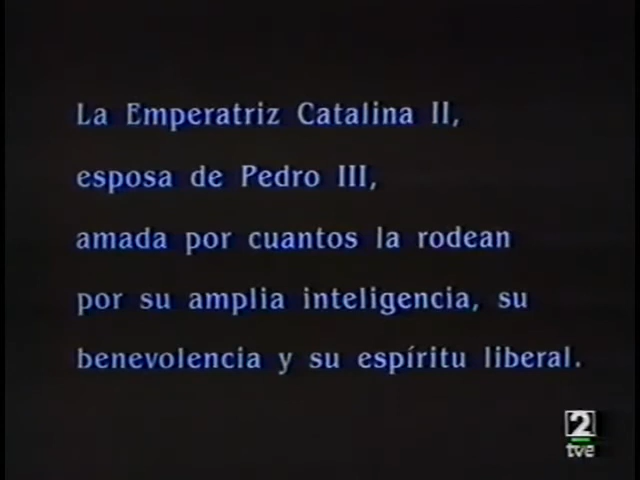 La Emperatriz Catalina II,
esposa de Pedro III,
amada por cuantos la rodean
por su amplia inteligencia, su
benevolencia y su espíritu liberal.
2
tve